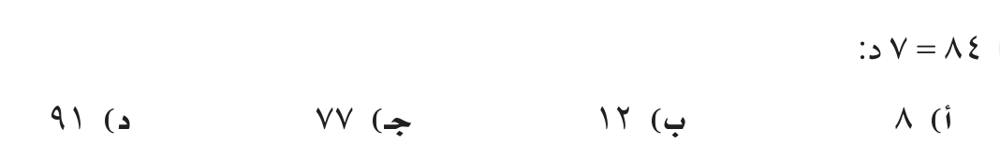 ٨٤ = ٧ د:
أ) ٨ ب) ١٢ جـ) ٧٧ د) ٩١